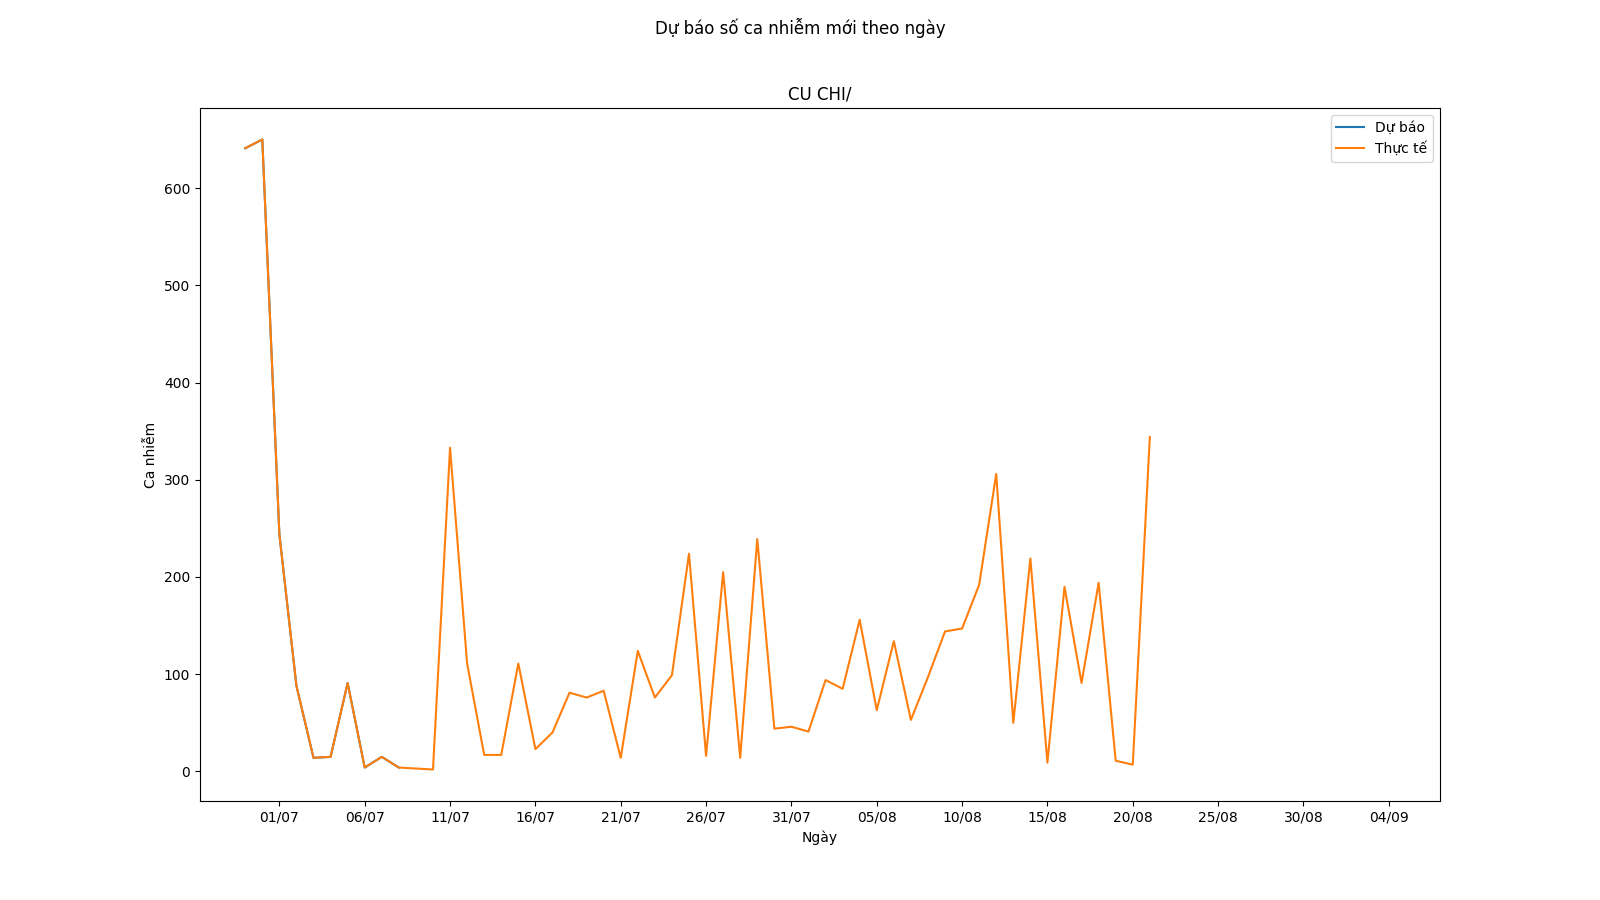 Dự báo số ca nhiễm mới theo ngày
CU CHI/
Dự báo
Thực tế
600
500
400
300
200
100
0
Ca nhiễm
01/07 06/07 11/07 16/07 21/07 26/07 31/07 05/08 10/08 15/08 20/08 25/08 30/08 04/09
Ngày